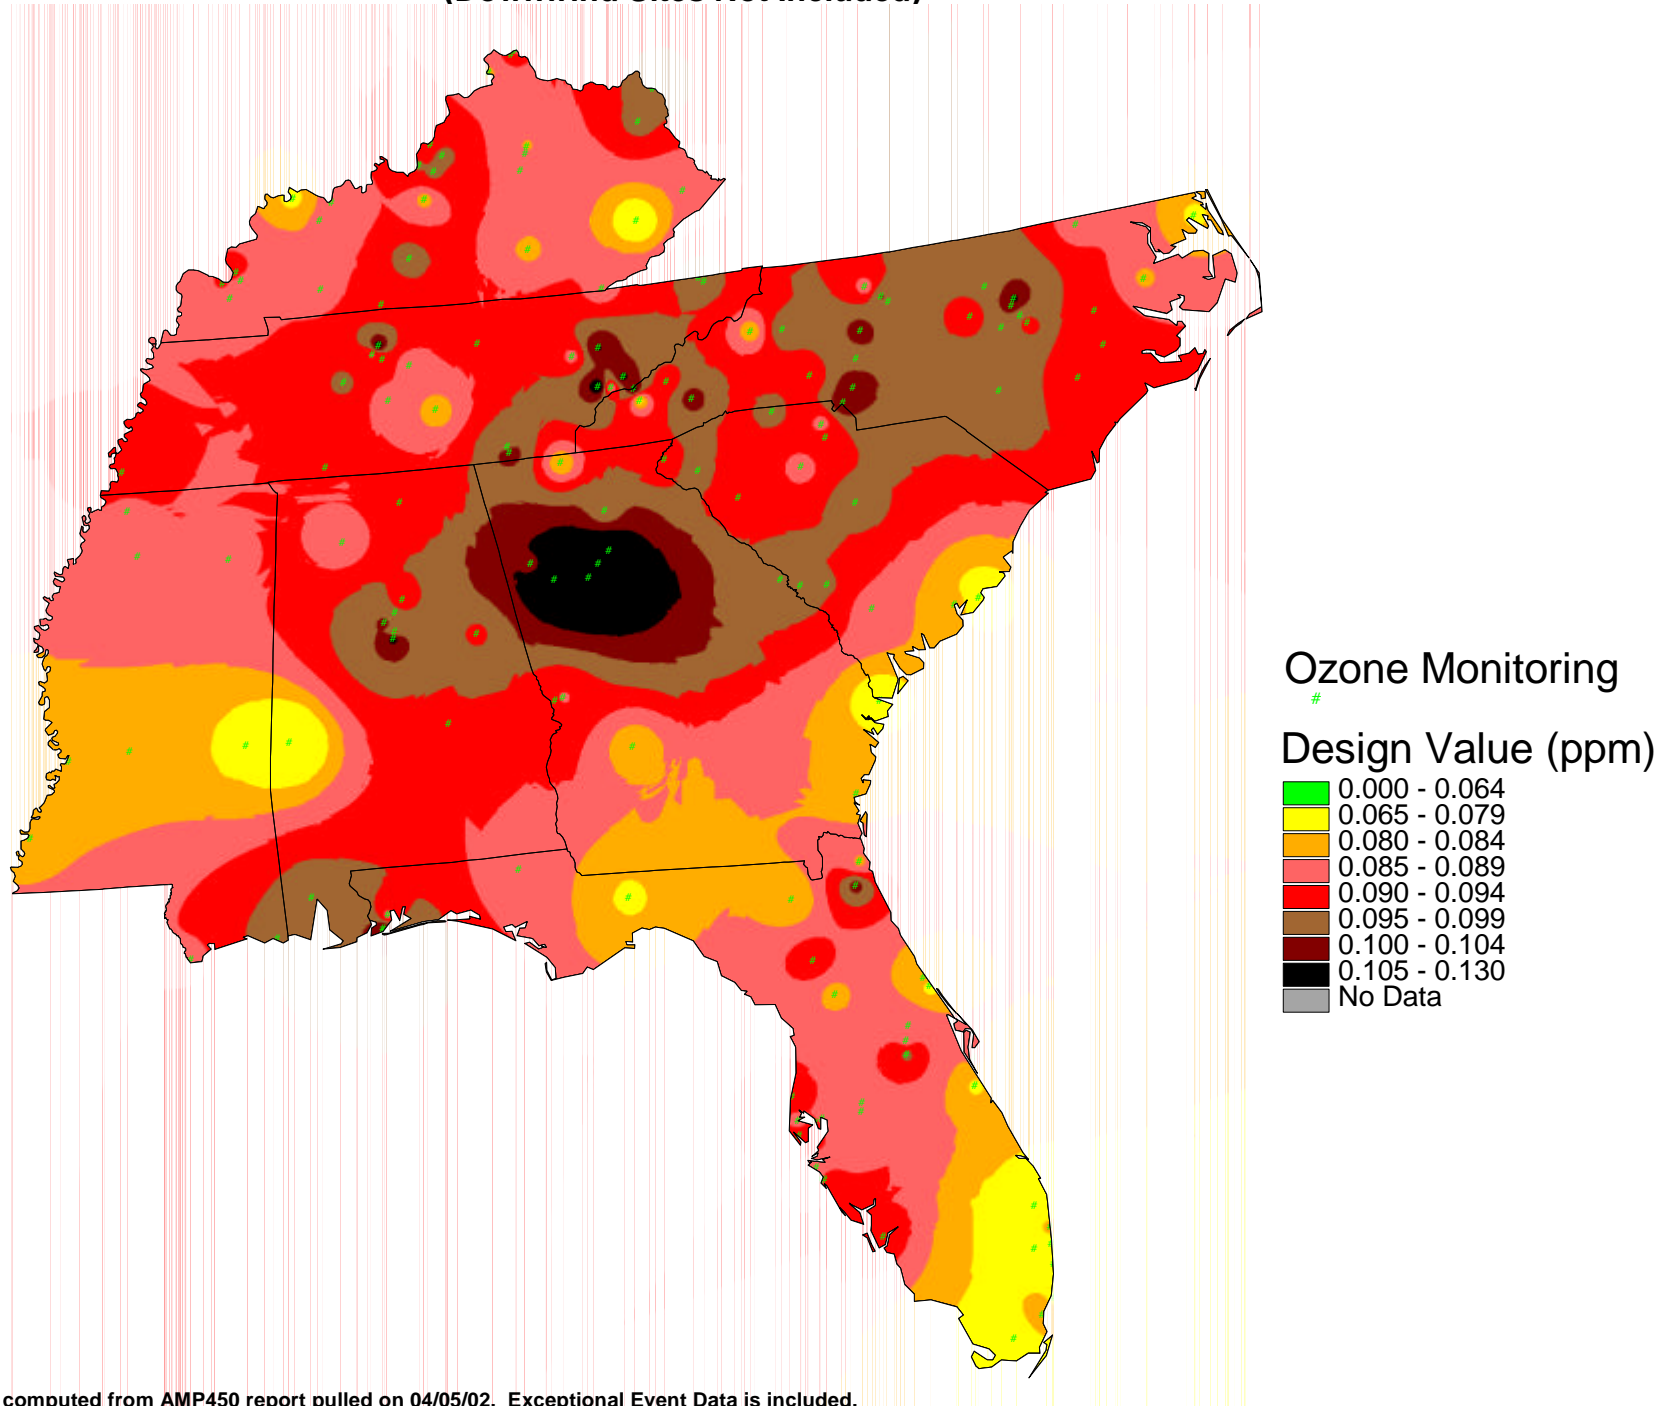 Ozone Monitoring
#
Design Value (ppm)
0.000 - 0.064
0.065 - 0.079
0.080 - 0.084
0.085 - 0.089
0.090 - 0.094
0.095 - 0.099
0.100 - 0.104
0.105 - 0.130
No Data
computed from AMP450 report pulled on 04/05/02. Exceptional Event Data is included.